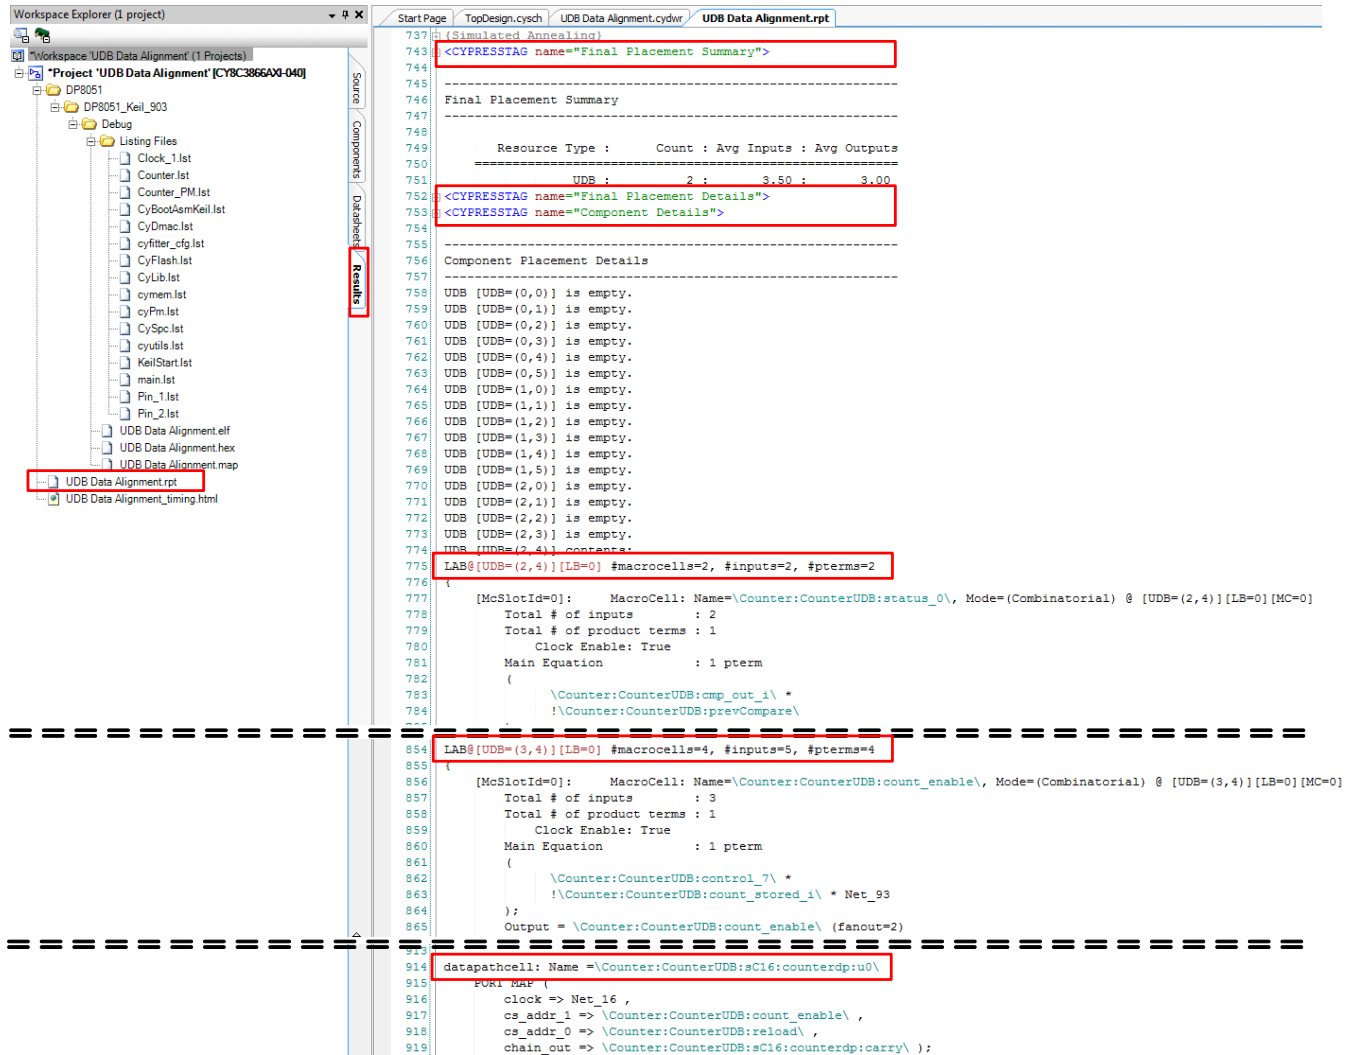 Workspace Explorer (1 project)
"Workspace 'UDB Data Alignment' (1 Projects)
"Project 'UDB Data Alignment' [CY8C3866AXI-040]
DP8051
DP8051_Keil_903
Debug
Listing Files
Clock_1.lst
Counter.lst
Counter_PM.lst
CyBootAsmKeil.lst
CyDmac.lst
cyfitter_cfg.lst
CyFlash.lst
CyLib.lst
cymem.lst
cyPm.lst
CySpc.lst
cyutils.lst
KeilStart.lst
main.lst
Pin_1.lst
Pin_2.lst
UDB Data Alignment.elf
UDB Data Alignment.hex
UDB Data Alignment.map
UDB Data Alignment.rpt
UDB Data Alignment_timing.html
Source
Components
Datasheets
Results
Start Page TopDesign.cysch UDB Data Alignment.cydwr UDB Data Alignment.rpt
737 (Simulated Annealing)
743 <CYPRESSTAG name="Final Placement Summary">
744
745 ------------------------------------------------------------
746 Final Placement Summary
747 ------------------------------------------------------------
748
749 Resource Type : Count : Avg Inputs : Avg Outputs
750 ========================================================
751 UDB : 2 : 3.50 : 3.00
752 <CYPRESSTAG name="Final Placement Details">
753 <CYPRESSTAG name="Component Details">
754
755 ------------------------------------------------------------
756 Component Placement Details
757 ------------------------------------------------------------
758 UDB [UDB=(0,0)] is empty.
759 UDB [UDB=(0,1)] is empty.
760 UDB [UDB=(0,2)] is empty.
761 UDB [UDB=(0,3)] is empty.
762 UDB [UDB=(0,4)] is empty.
763 UDB [UDB=(0,5)] is empty.
764 UDB [UDB=(1,0)] is empty.
765 UDB [UDB=(1,1)] is empty.
766 UDB [UDB=(1,2)] is empty.
767 UDB [UDB=(1,3)] is empty.
768 UDB [UDB=(1,4)] is empty.
769 UDB [UDB=(1,5)] is empty.
770 UDB [UDB=(2,0)] is empty.
771 UDB [UDB=(2,1)] is empty.
772 UDB [UDB=(2,2)] is empty.
773 UDB [UDB=(2,3)] is empty.
774 UDB [UDB=(2,4)] contents:
775 LAB@[UDB=(2,4)][LB=0] #macrocells=2, #inputs=2, #pterms=2
776 {
777 [McSlotId=0]: MacroCell: Name=\Counter:CounterUDB:status_0\, Mode=(Combinatorial) @ [UDB=(2,4)][LB=0][MC=0]
778 Total # of inputs : 2
779 Total # of product terms : 1
780 Clock Enable: True
781 Main Equation : 1 pterm
782 (
783 \Counter:CounterUDB:cmp_out_i\ *
784 !\Counter:CounterUDB:prevCompare\
854 LAB@[UDB=(3,4)][LB=0] #macrocells=4, #inputs=5, #pterms=4
855 {
856 [McSlotId=0]: MacroCell: Name=\Counter:CounterUDB:count_enable\, Mode=(Combinatorial) @ [UDB=(3,4)][LB=0][MC=0]
857 Total # of inputs : 3
858 Total # of product terms : 1
859 Clock Enable: True
860 Main Equation : 1 pterm
861 (
862 \Counter:CounterUDB:control_7\ *
863 !\Counter:CounterUDB:count_stored_i\ * Net_93
864 );
865 Output = \Counter:CounterUDB:count_enable\ (fanout=2)
913
914 datapathcell: Name =\Counter:CounterUDB:sC16:counterdp:u0\
915 PORT MAP (
916 clock => Net_16 ,
917 cs_addr_1 => \Counter:CounterUDB:count_enable\ ,
918 cs_addr_0 => \Counter:CounterUDB:reload\ ,
919 chain_out => \Counter:CounterUDB:sC16:counterdp:carry\ );